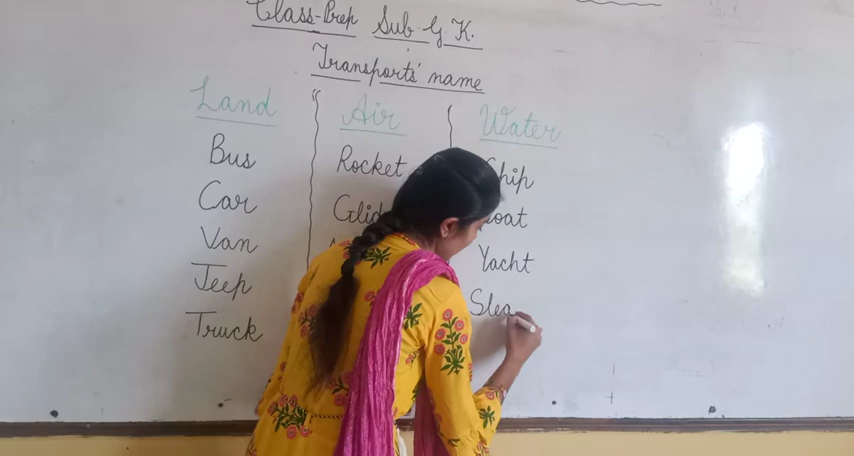 Class-Prep Sub-G.K.
Transports' name
Land Air Water
Bus Rocket
Car
Van Yacht
Jeep
Truck